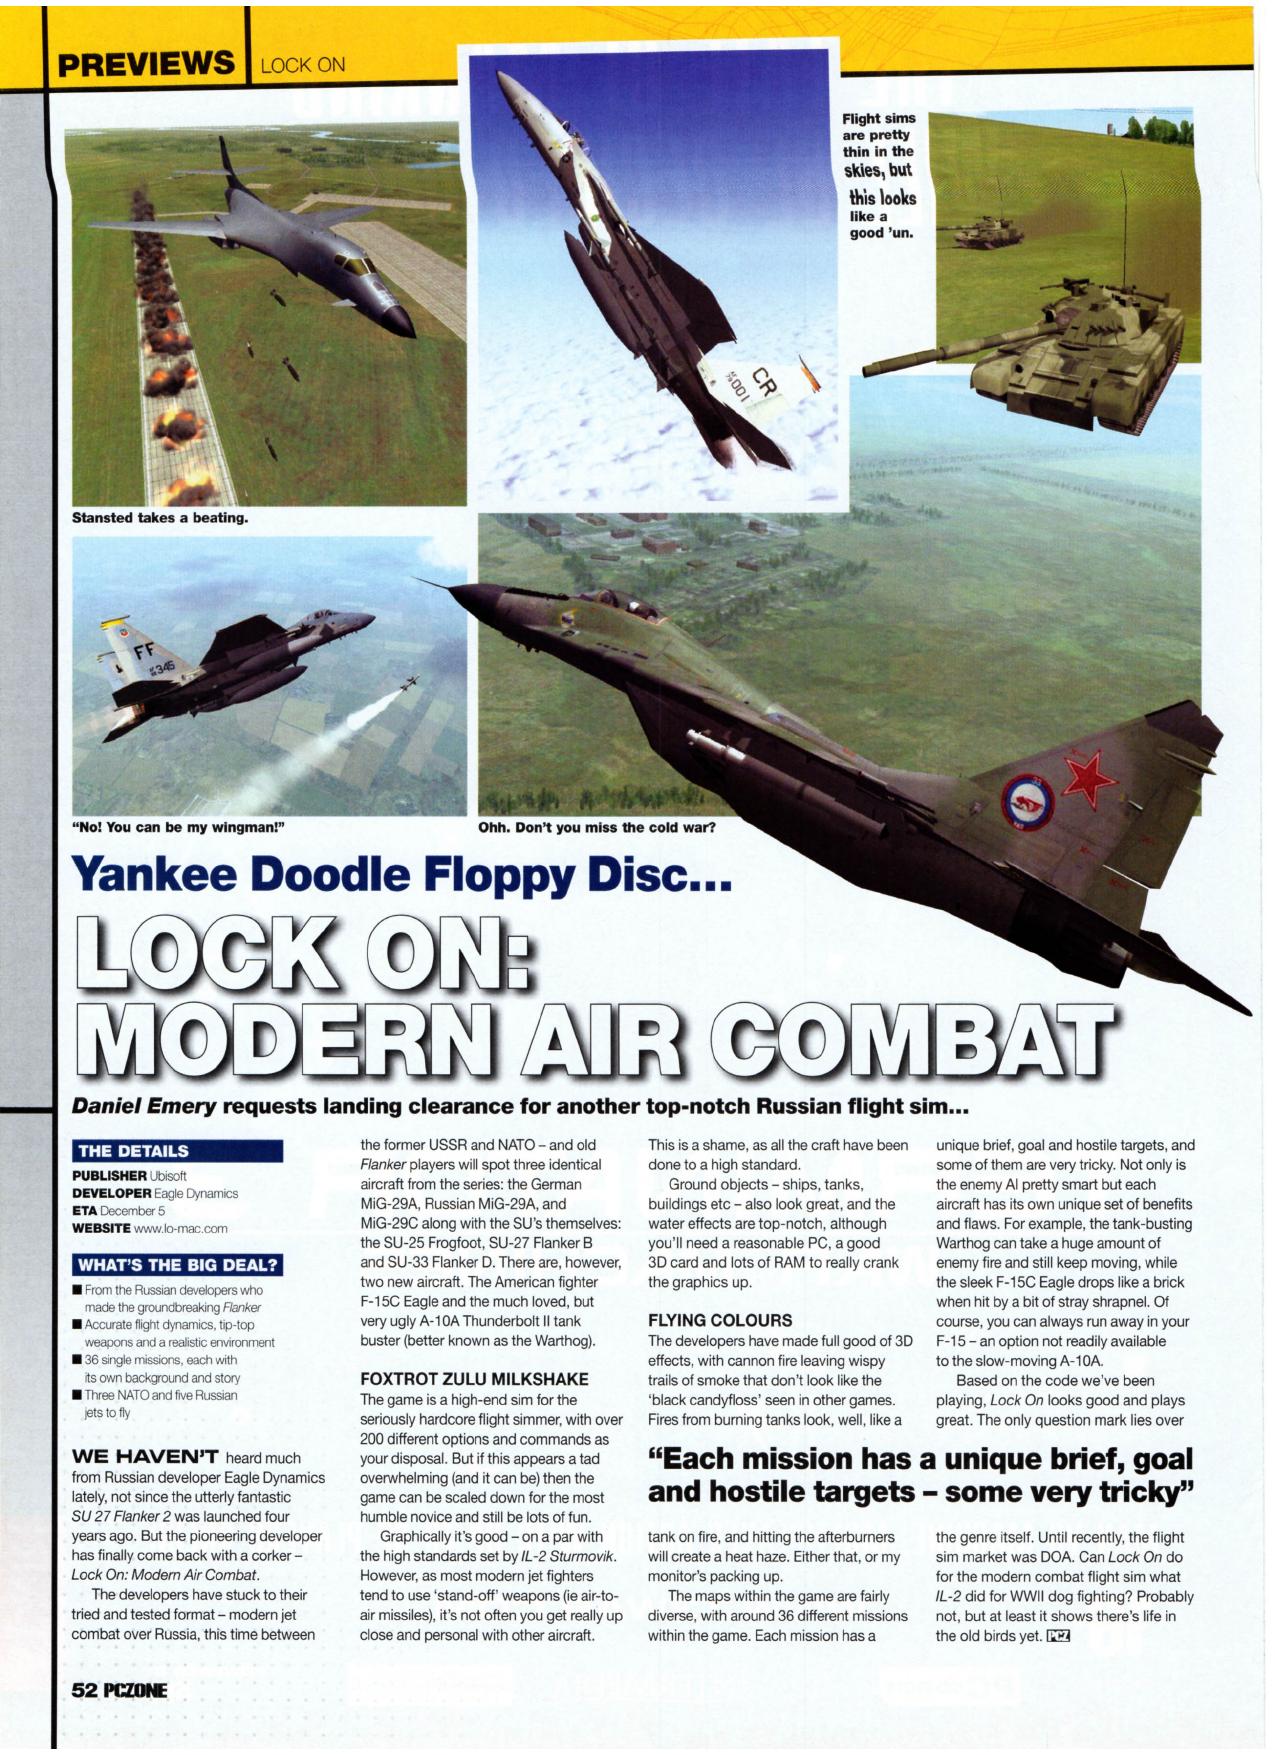 PREVIEWS
LOCK ON
Flight sims
are pretty
thin in the
skies, but
this looks
like a
good 'un.
CR
AF 79 001
Stansted takes a beating.
FF
345
"No! You can be my wingman!"
Ohh. Don't you miss the cold war?
Yankee Doodle Floppy Disc...
LOCK ON:
MODERN AIR COMBAT
Daniel Emery requests landing clearance for another top-notch Russian flight sim...
THE DETAILS
PUBLISHER Ubisoft
DEVELOPER Eagle Dynamics
ETA December 5
WEBSITE www.lo-mac.com
WHAT'S THE BIG DEAL?
■ From the Russian developers who
made the groundbreaking Flanker
■ Accurate flight dynamics, tip-top
weapons and a realistic environment
■ 36 single missions, each with
its own background and story
■ Three NATO and five Russian
jets to fly
WE HAVEN'T heard much
from Russian developer Eagle Dynamics
lately, not since the utterly fantastic
SU 27 Flanker 2 was launched four
years ago. But the pioneering developer
has finally come back with a corker –
Lock On: Modern Air Combat.
The developers have stuck to their
tried and tested format – modern jet
combat over Russia, this time between
the former USSR and NATO – and old
Flanker players will spot three identical
aircraft from the series: the German
MiG-29A, Russian MiG-29A, and
MiG-29C along with the SU's themselves:
the SU-25 Frogfoot, SU-27 Flanker B
and SU-33 Flanker D. There are, however,
two new aircraft. The American fighter
F-15C Eagle and the much loved, but
very ugly A-10A Thunderbolt II tank
buster (better known as the Warthog).
FOXTROT ZULU MILKSHAKE
The game is a high-end sim for the
seriously hardcore flight simmer, with over
200 different options and commands as
your disposal. But if this appears a tad
overwhelming (and it can be) then the
game can be scaled down for the most
humble novice and still be lots of fun.
Graphically it's good – on a par with
the high standards set by IL-2 Sturmovik.
However, as most modern jet fighters
tend to use 'stand-off' weapons (ie air-to-
air missiles), it's not often you get really up
close and personal with other aircraft.
This is a shame, as all the craft have been
done to a high standard.
Ground objects – ships, tanks,
buildings etc – also look great, and the
water effects are top-notch, although
you'll need a reasonable PC, a good
3D card and lots of RAM to really crank
the graphics up.
FLYING COLOURS
The developers have made full good of 3D
effects, with cannon fire leaving wispy
trails of smoke that don't look like the
'black candyfloss' seen in other games.
Fires from burning tanks look, well, like a
tank on fire, and hitting the afterburners
will create a heat haze. Either that, or my
monitor's packing up.
The maps within the game are fairly
diverse, with around 36 different missions
within the game. Each mission has a
unique brief, goal and hostile targets, and
some of them are very tricky. Not only is
the enemy AI pretty smart but each
aircraft has its own unique set of benefits
and flaws. For example, the tank-busting
Warthog can take a huge amount of
enemy fire and still keep moving, while
the sleek F-15C Eagle drops like a brick
when hit by a bit of stray shrapnel. Of
course, you can always run away in your
F-15 – an option not readily available
to the slow-moving A-10A.
Based on the code we've been
playing, Lock On looks good and plays
great. The only question mark lies over
"Each mission has a unique brief, goal
and hostile targets – some very tricky"
the genre itself. Until recently, the flight
sim market was DOA. Can Lock On do
for the modern combat flight sim what
IL-2 did for WWII dog fighting? Probably
not, but at least it shows there's life in
the old birds yet. PCZ
52 PCZONE